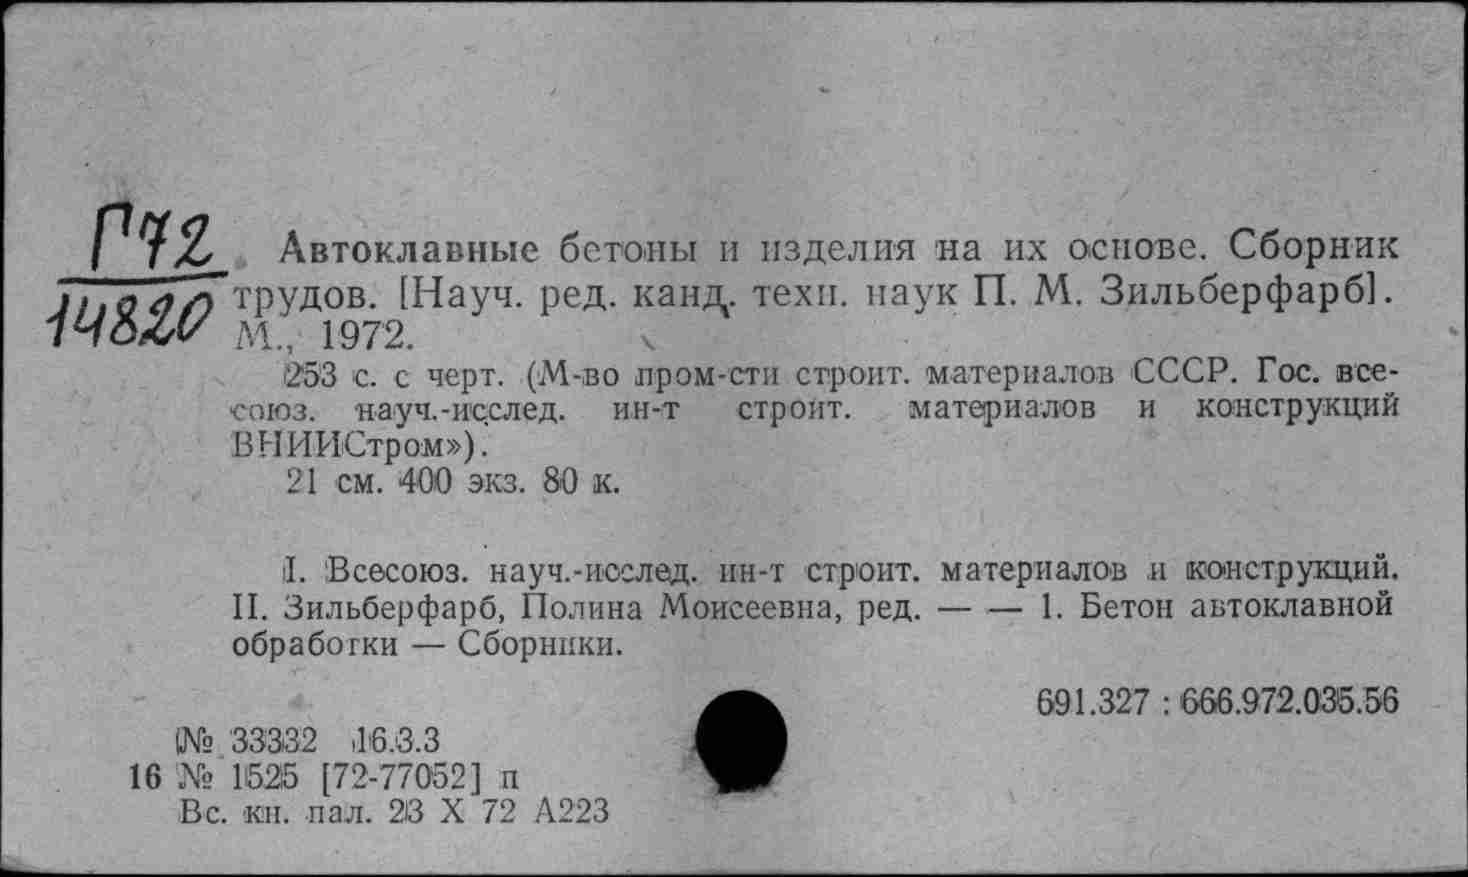 Г72
14820
Автоклавные бетоны и изделия на их основе. Сборник
трудов. [Науч. ред. канд. техн. наук П. М. Зильберфарб].
М., 1972.
253 с. с черт. (М-во пром-сти строит. материалов СССР. Гос. все-
союз. науч.-исслед. ин-т строит. материалов и конструкций
ВНИИСтром»).
21 см. 400 экз. 80 к.
I. Всесоюз. науч.-исслед. ин-т строит. материалов и конструкций.
II. Зильберфарб, Полина Моисеевна, ред. — — 1. Бетон автоклавной
обработки — Сборники.
691.327 : 666.972.035.56
№ 33332 16.3.3
16 № 1525 [72-77052] п
Вс. кн. пал. 23 X 72 А223